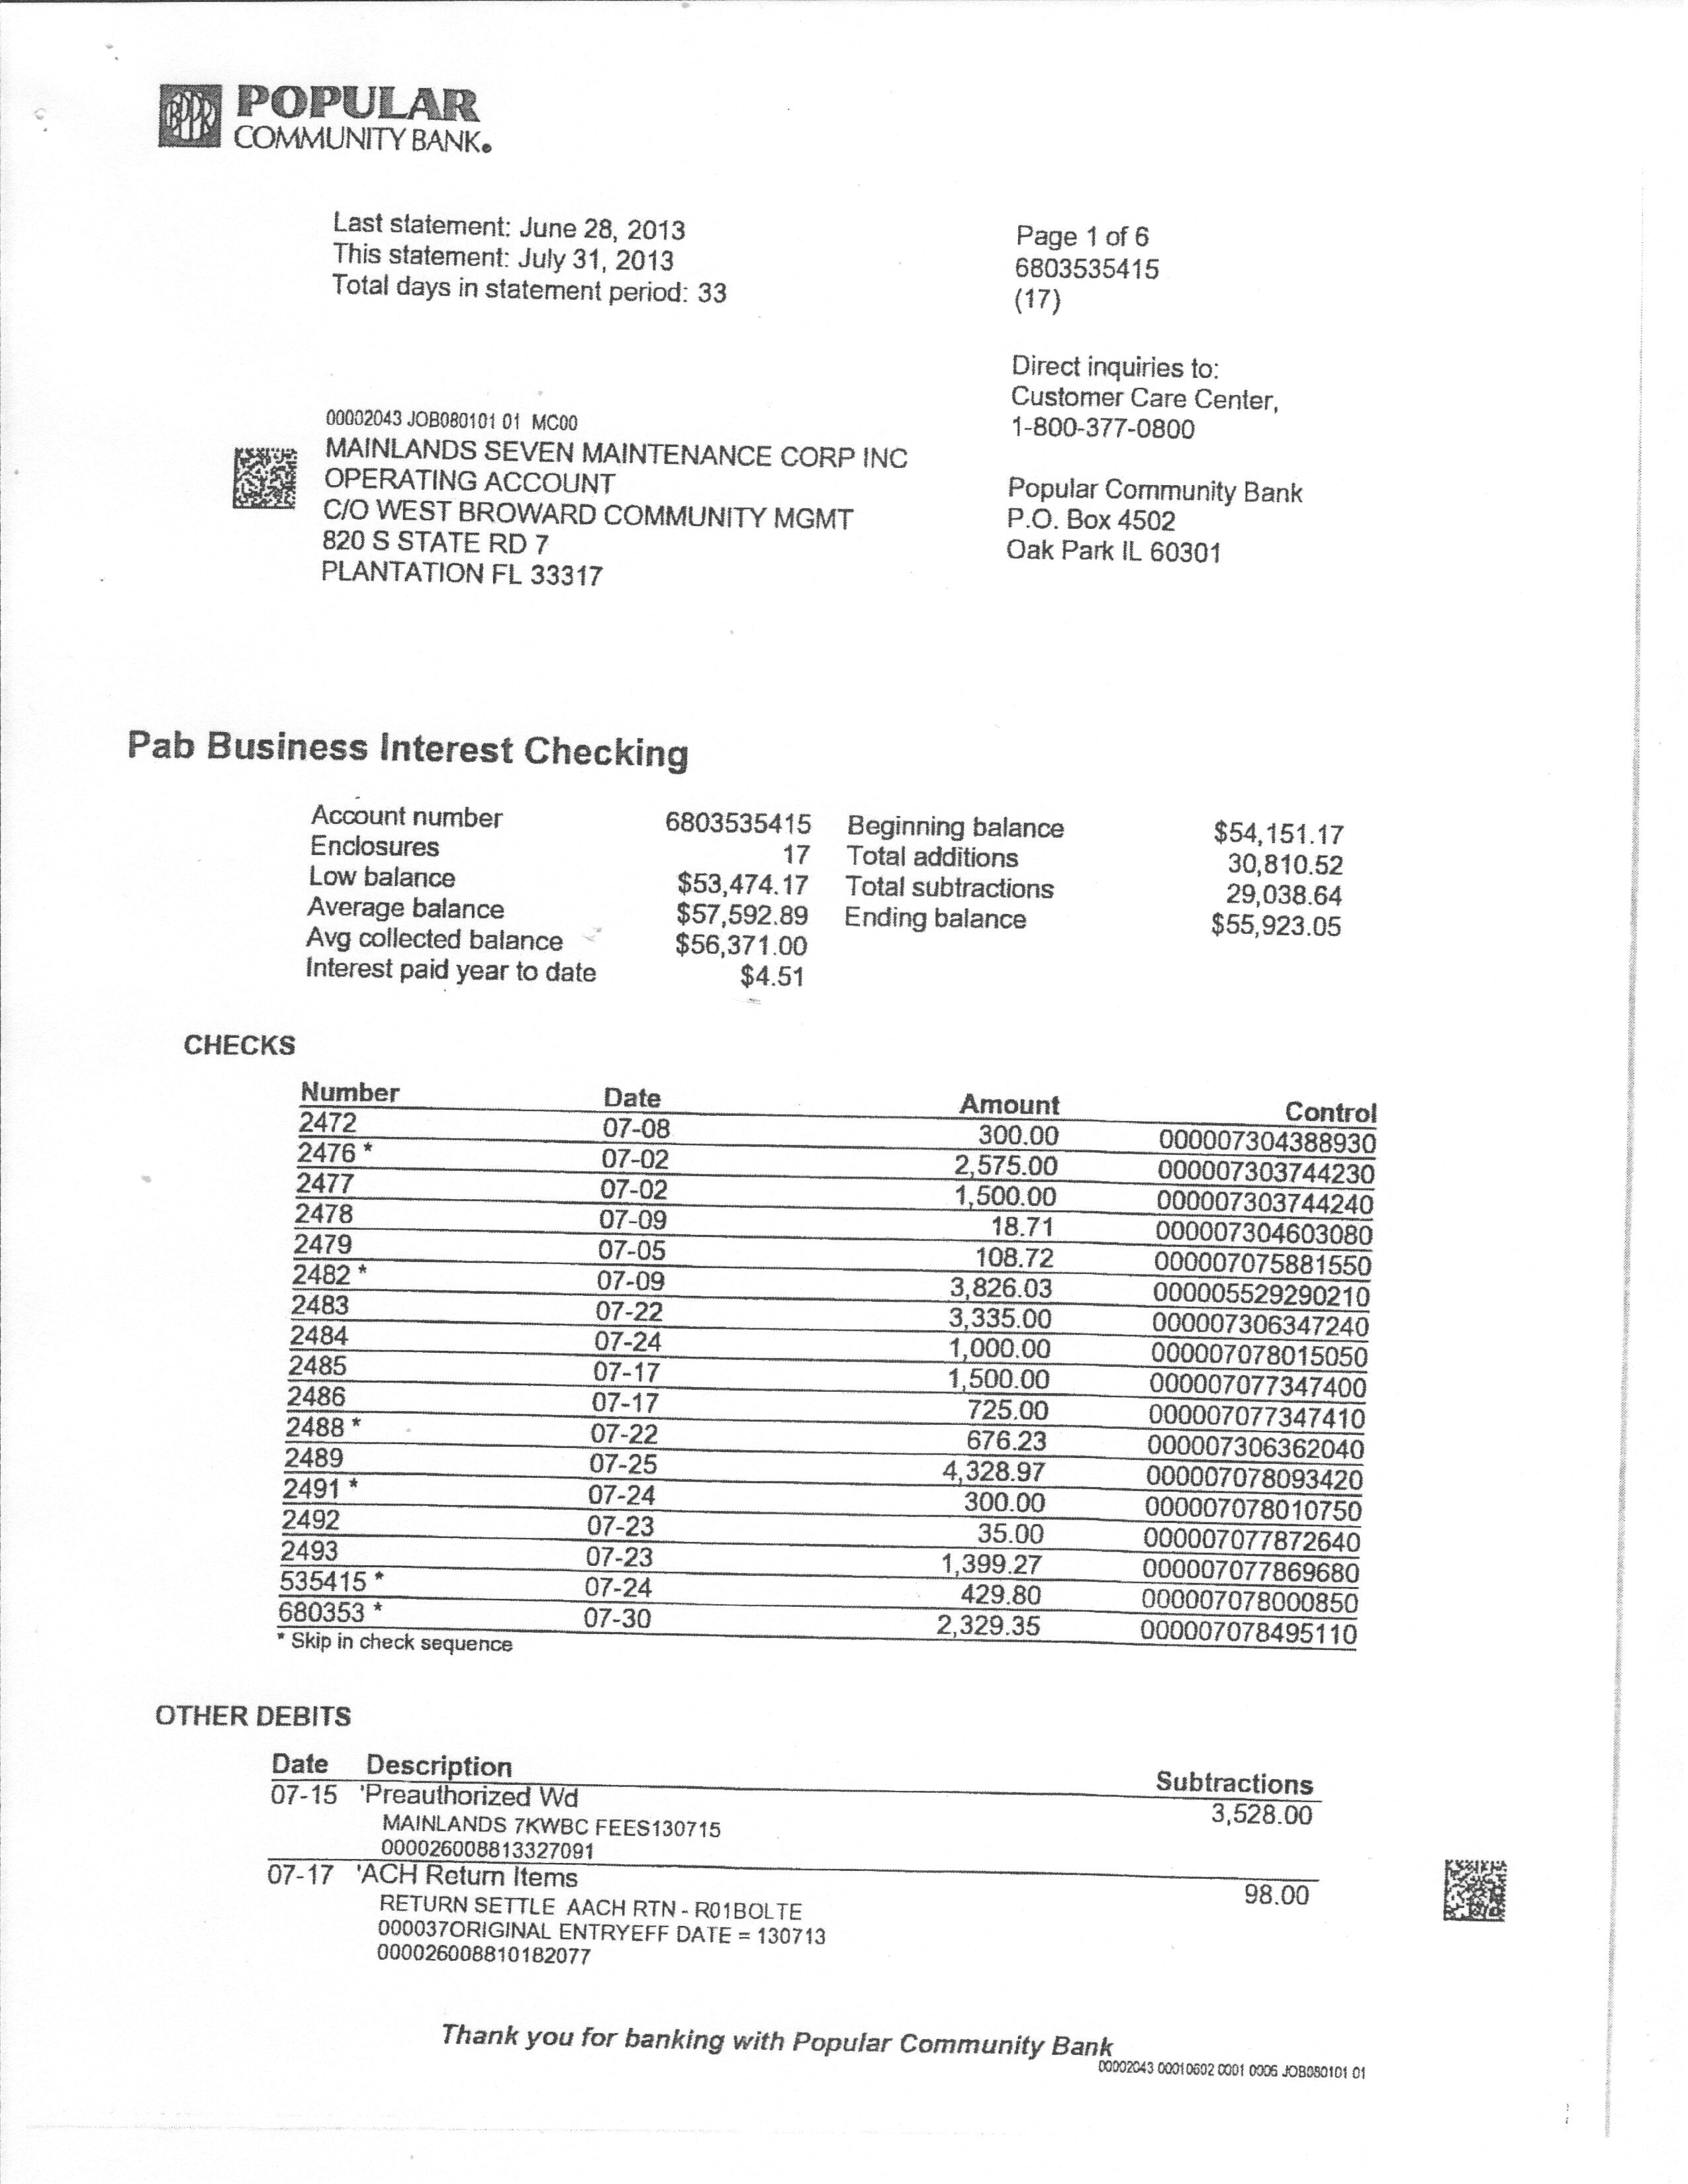 BPPR
POPULAR
COMMUNITY BANK.
Last statement: June 28, 2013
This statement: July 31, 2013
Total days in statement period: 33
Page 1 of 6
6803535415
(17)
Direct inquiries to:
Customer Care Center,
1-800-377-0800
Popular Community Bank
P.O. Box 4502
Oak Park IL 60301
00002043 JOB080101 01 MC00
MAINLANDS SEVEN MAINTENANCE CORP INC
OPERATING ACCOUNT
C/O WEST BROWARD COMMUNITY MGMT
820 S STATE RD 7
PLANTATION FL 33317
Pab Business Interest Checking
Account number 6803535415 Beginning balance $54,151.17
Enclosures 17 Total additions 30,810.52
Low balance $53,474.17 Total subtractions 29,038.64
Average balance $57,592.89 Ending balance $55,923.05
Avg collected balance $56,371.00
Interest paid year to date $4.51
CHECKS
Number Date Amount Control
2472 07-08 300.00 000007304388930
2476 * 07-02 2,575.00 000007303744230
2477 07-02 1,500.00 000007303744240
2478 07-09 18.71 000007304603080
2479 07-05 108.72 000007075881550
2482 * 07-09 3,826.03 000005529290210
2483 07-22 3,335.00 000007306347240
2484 07-24 1,000.00 000007078015050
2485 07-17 1,500.00 000007077347400
2486 07-17 725.00 000007077347410
2488 * 07-22 676.23 000007306362040
2489 07-25 4,328.97 000007078093420
2491 * 07-24 300.00 000007078010750
2492 07-23 35.00 000007077872640
2493 07-23 1,399.27 000007077869680
535415 * 07-24 429.80 000007078000850
680353 * 07-30 2,329.35 000007078495110
* Skip in check sequence
OTHER DEBITS
Date Description Subtractions
07-15 'Preauthorized Wd 3,528.00
MAINLANDS 7KWBC FEES130715
000026008813327091
07-17 'ACH Return Items 98.00
RETURN SETTLE AACH RTN - R01BOLTE
000037ORIGINAL ENTRYEFF DATE = 130713
000026008810182077
Thank you for banking with Popular Community Bank
00002043 00010602 0001 0006 JOB080101 01